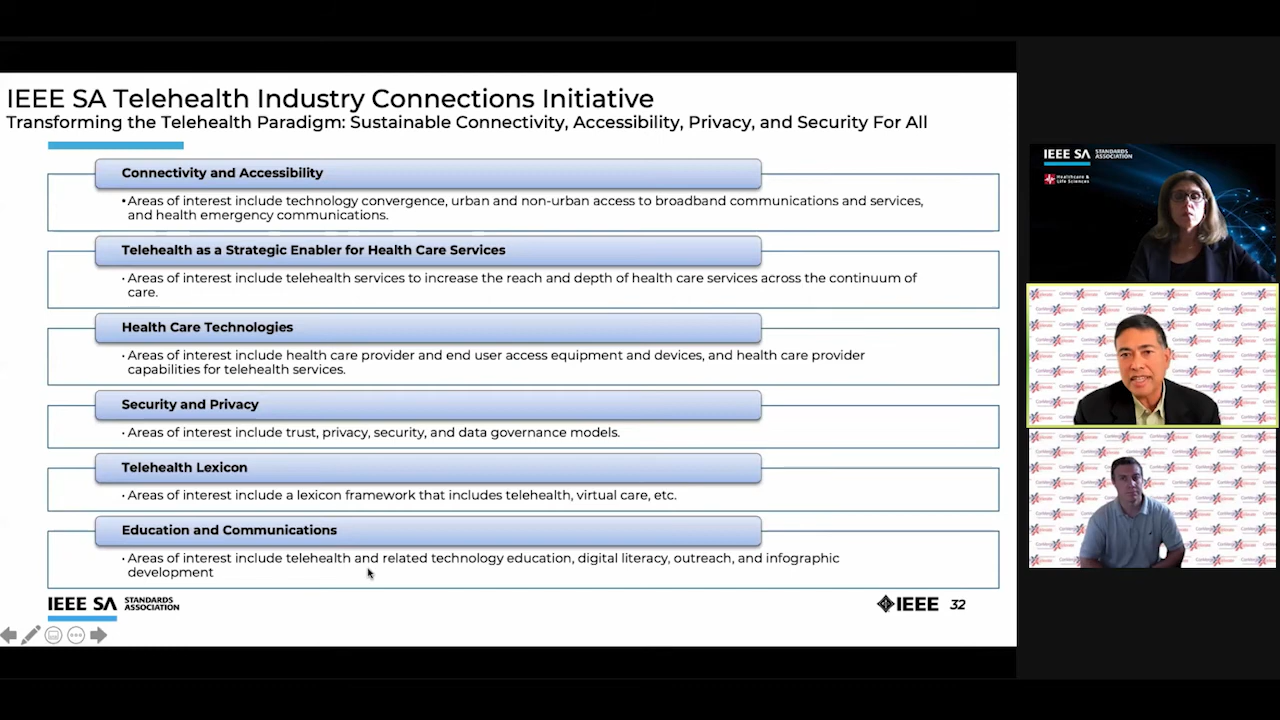 IEEE SA Telehealth Industry Connections Initiative
Transforming the Telehealth Paradigm: Sustainable Connectivity, Accessibility, Privacy, and Security For All
Connectivity and Accessibility
•Areas of interest include technology convergence, urban and non-urban access to broadband communications and services,
and health emergency communications.
Telehealth as a Strategic Enabler for Health Care Services
·Areas of interest include telehealth services to increase the reach and depth of health care services across the continuum of
care.
Health Care Technologies
·Areas of interest include health care provider and end user access equipment and devices, and health care provider
capabilities for telehealth services.
Security and Privacy
·Areas of interest include trust, privacy, security, and data governance models.
Telehealth Lexicon
·Areas of interest include a lexicon framework that includes telehealth, virtual care, etc.
Education and Communications
·Areas of interest include telehealth and related technology education, digital literacy, outreach, and infographic
development
IEEE SA STANDARDS
ASSOCIATION
IEEE 32
IEEE SA STANDARDS
ASSOCIATION
Healthcare &
Life Sciences